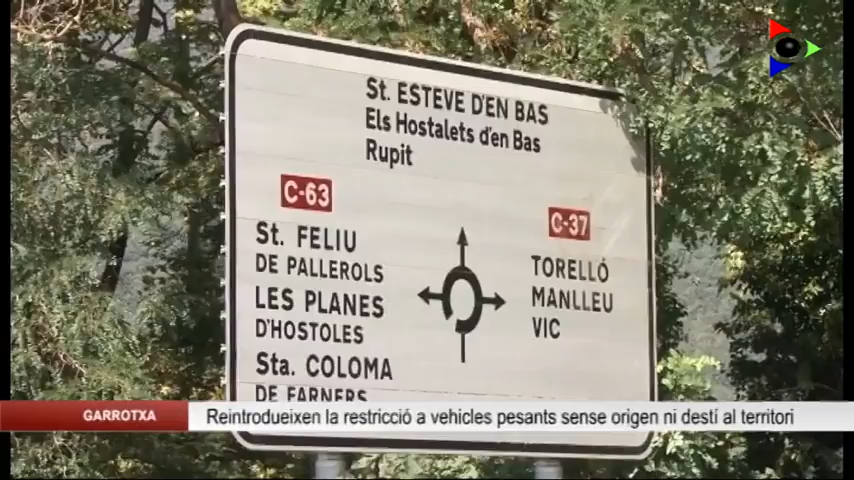 St. ESTEVE D'EN BAS
Els Hostalets d'en Bas
Rupit
C-63
St. FELIU
DE PALLEROLS
LES PLANES
D'HOSTOLES
Sta. COLOMA
DE FARNERS
C-37
TORELLÓ
MANLLEU
VIC
GARROTXA
Reintrodueixen la restricció a vehicles pesants sense origen ni destí al territori